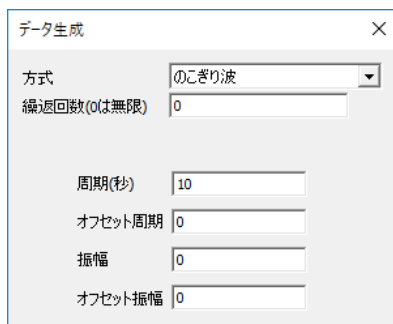 データ生成
方式 のこぎり波
繰返回数(0は無限) 0
周期(秒) 10
オフセット周期 0
振幅 0
オフセット振幅 0